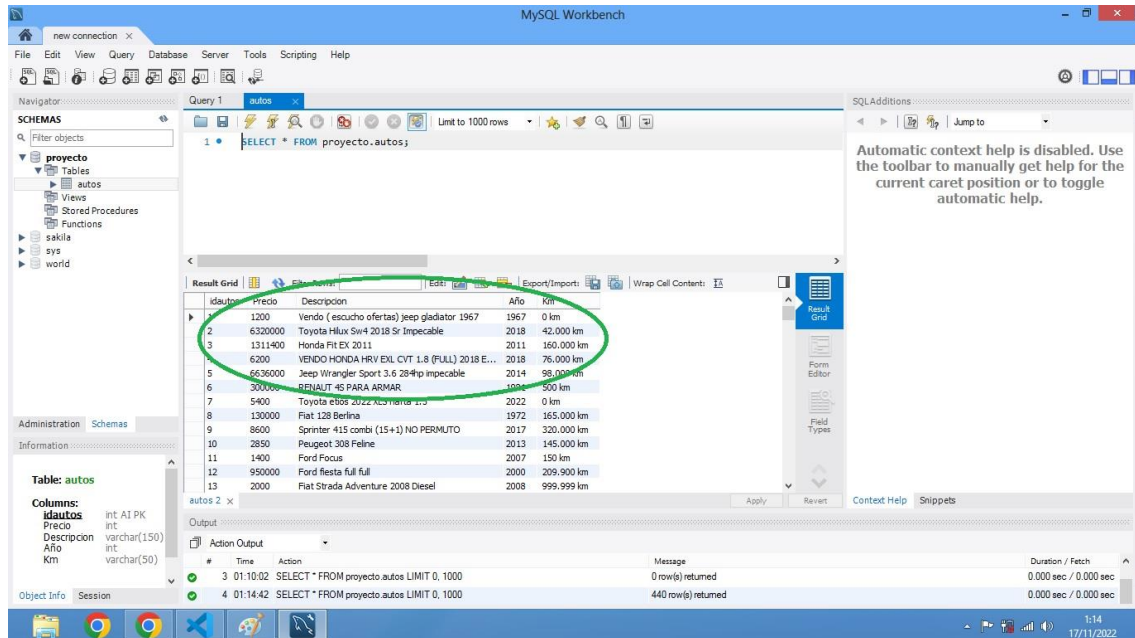 MySQL Workbench
new connection ×
File Edit View Query Database Server Tools Scripting Help
Navigator
SCHEMAS
Filter objects
proyecto
Tables
autos
Views
Stored Procedures
Functions
sakila
sys
world
Administration Schemas
Information
Table: autos
Columns:
idautos int AI PK
Precio int
Descripcion varchar(150)
Año int
Km varchar(50)
Object Info Session
Query 1 autos ×
Limit to 1000 rows
1 SELECT * FROM proyecto.autos;
Result Grid Edit: Export/Import: Wrap Cell Content:
idautos Precio Descripcion Año Km
1 1200 Vendo ( escucho ofertas) jeep gladiator 1967 1967 0 km
2 6320000 Toyota Hilux Sw4 2018 Sr Impecable 2018 42.000 km
3 1311400 Honda Fit EX 2011 2011 160.000 km
6200 VENDO HONDA HRV EXL CVT 1.8 (FULL) 2018 E... 2018 76.000 km
5 6636000 Jeep Wrangler Sport 3.6 284hp impecable 2014 98.000 km
6 300000 RENAUT 4S PARA ARMAR 500 km
7 5400 Toyota etios 2022 2022 0 km
8 130000 Fiat 128 Berlina 1972 165.000 km
9 8600 Sprinter 415 combi (15+1) NO PERMUTO 2017 320.000 km
10 2850 Peugeot 308 Feline 2013 145.000 km
11 1400 Ford Focus 2007 150 km
12 950000 Ford fiesta full full 2000 209.900 km
13 2000 Fiat Strada Adventure 2008 Diesel 2008 999.999 km
Result Grid
Form Editor
Field Types
autos 2 × Apply Revert
SQLAdditions
Jump to
Automatic context help is disabled. Use
the toolbar to manually get help for the
current caret position or to toggle
automatic help.
Context Help Snippets
Output
Action Output
# Time Action Message Duration / Fetch
3 01:10:02 SELECT * FROM proyecto.autos LIMIT 0, 1000 0 row(s) returned 0.000 sec / 0.000 sec
4 01:14:42 SELECT * FROM proyecto.autos LIMIT 0, 1000 440 row(s) returned 0.000 sec / 0.000 sec
1:14
17/11/2022